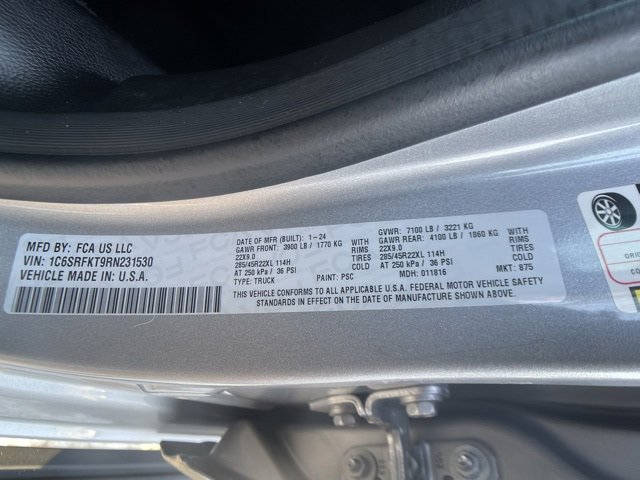 MFD BY: FCA US LLC
VIN: 1C6SRFKT9RN231530
VEHICLE MADE IN U.S.A.
DATE OF MFR (BUILT): 1-24 GVWR: 7100 LB / 3221 KG
GAWR FRONT: 3900 LB / 1770 KG WITH GAWR REAR: 4100 LB / 1860 KG WITH
22X9.0 RIMS 22X9.0 RIMS
285/45R22XL 114H TIRES 285/45R22XL 114H TIRES
AT 250 kPa / 36 PSI COLD AT 250 kPa / 36 PSI COLD
TYPE: TRUCK PAINT: PSC MDH: 011816 MKT: 875
THIS VEHICLE CONFORMS TO ALL APPLICABLE U.S.A. FEDERAL MOTOR VEHICLE SAFETY
STANDARDS IN EFFECT ON THE DATE OF MANUFACTURE SHOWN ABOVE.